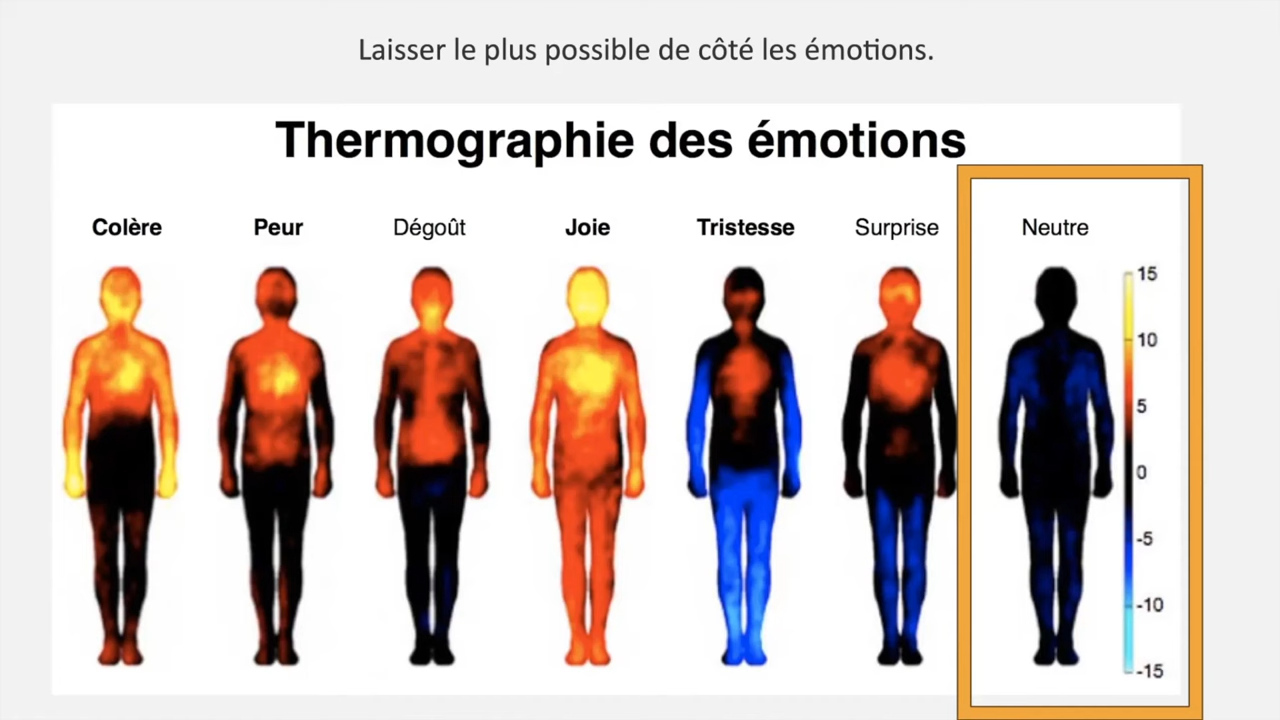 Laisser le plus possible de côté les émotions.
Thermographie des émotions
Colère Peur Dégoût Joie Tristesse Surprise Neutre
15
10
5
0
-5
-10
-15